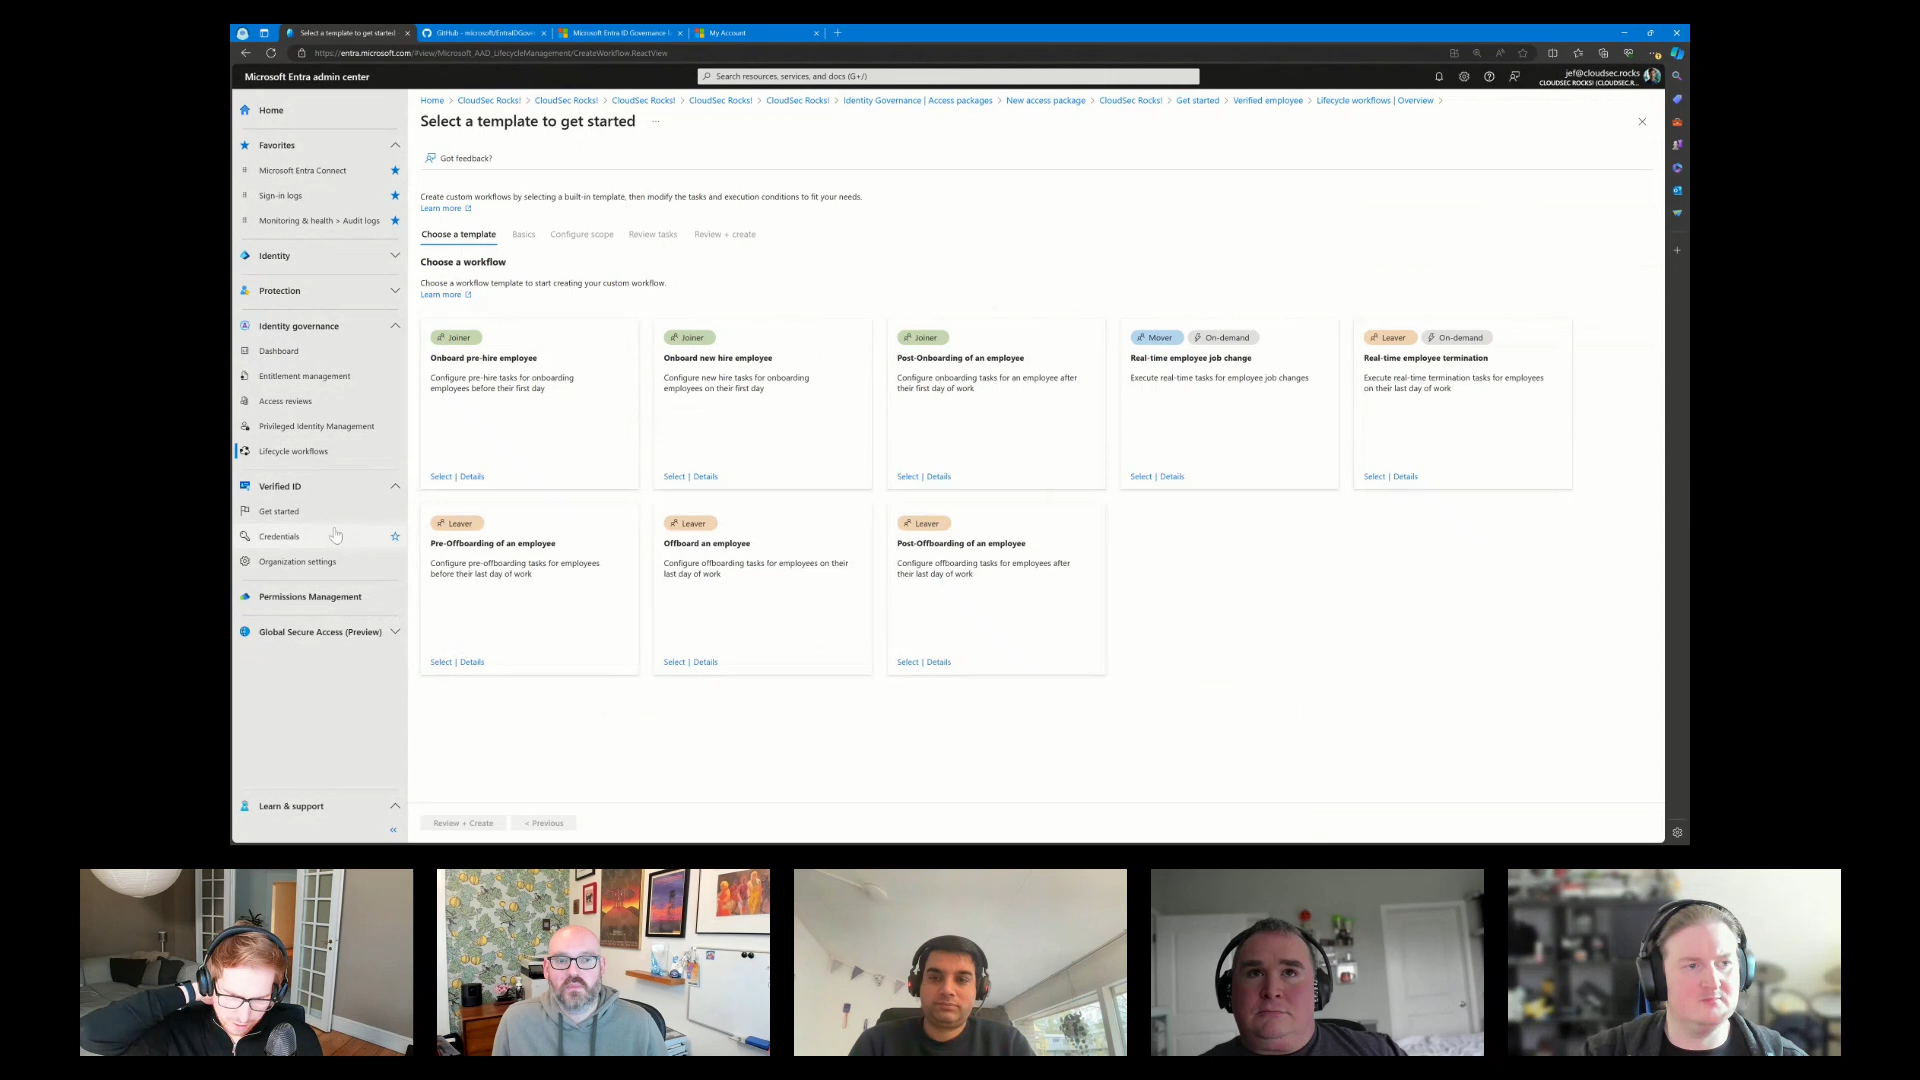 Select a template to get started
GitHub - microsoft/EntraIDGove
Microsoft Entra ID Governance l
My Account
https://entra.microsoft.com/#view/Microsoft_AAD_LifecycleManagement/CreateWorkflow.ReactView
Microsoft Entra admin center
Search resources, services, and docs (G+/)
jef@cloudsec.rocks
CLOUDSEC ROCKS! (CLOUDSEC.R...
Home
Favorites
Microsoft Entra Connect
Sign-in logs
Monitoring & health > Audit logs
Identity
Protection
Identity governance
Dashboard
Entitlement management
Access reviews
Privileged Identity Management
Lifecycle workflows
Verified ID
Get started
Credentials
Organization settings
Permissions Management
Global Secure Access (Preview)
Learn & support
Home > CloudSec Rocks! > CloudSec Rocks! > CloudSec Rocks! > CloudSec Rocks! > CloudSec Rocks! > Identity Governance | Access packages > New access package > CloudSec Rocks! > Get started > Verified employee > Lifecycle workflows | Overview >
Select a template to get started ...
Got feedback?
Create custom workflows by selecting a built-in template, then modify the tasks and execution conditions to fit your needs.
Learn more
Choose a template Basics Configure scope Review tasks Review + create
Choose a workflow
Choose a workflow template to start creating your custom workflow.
Learn more
Joiner
Onboard pre-hire employee
Configure pre-hire tasks for onboarding
employees before their first day
Select | Details
Joiner
Onboard new hire employee
Configure new hire tasks for onboarding
employees on their first day
Select | Details
Joiner
Post-Onboarding of an employee
Configure onboarding tasks for an employee after
their first day of work
Select | Details
Mover On-demand
Real-time employee job change
Execute real-time tasks for employee job changes
Select | Details
Leaver On-demand
Real-time employee termination
Execute real-time termination tasks for employees
on their last day of work
Select | Details
Leaver
Pre-Offboarding of an employee
Configure pre-offboarding tasks for employees
before their last day of work
Select | Details
Leaver
Offboard an employee
Configure offboarding tasks for employees on their
last day of work
Select | Details
Leaver
Post-Offboarding of an employee
Configure offboarding tasks for employees after
their last day of work
Select | Details
Review + Create
< Previous